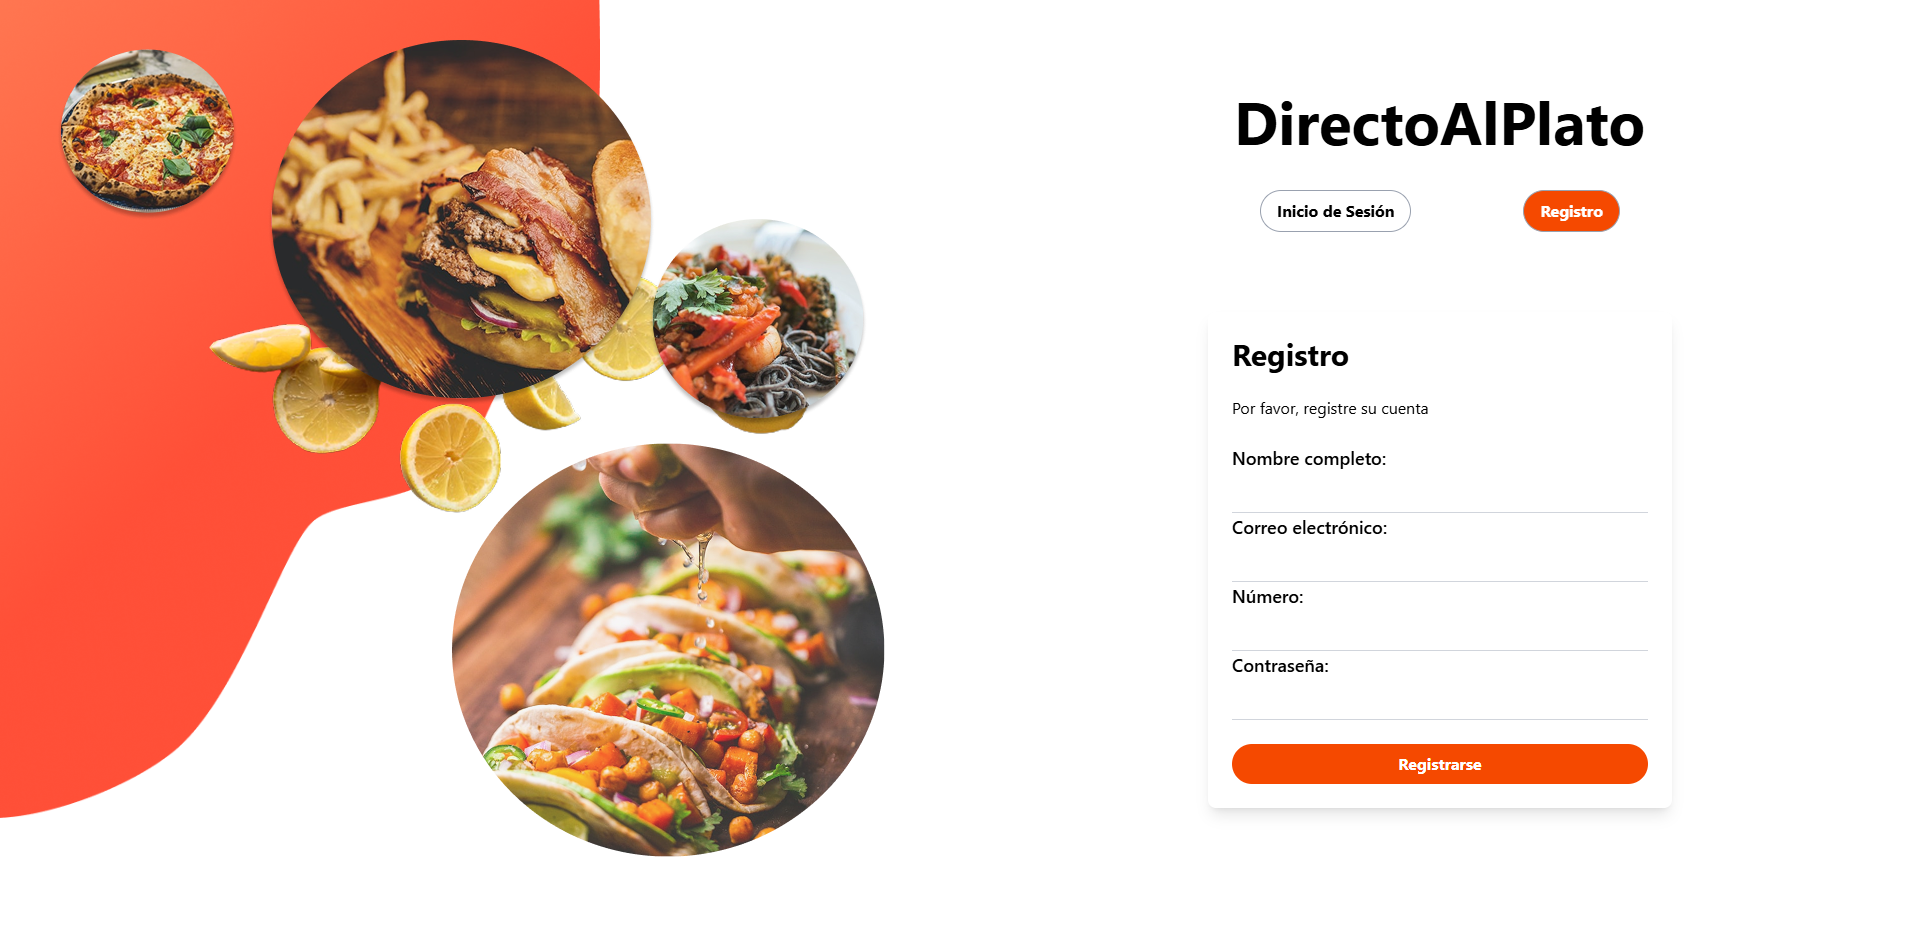 DirectoAlPlato
Inicio de Sesión
Registro
Registro
Por favor, registre su cuenta
Nombre completo:
Correo electrónico:
Número:
Contraseña:
Registrarse